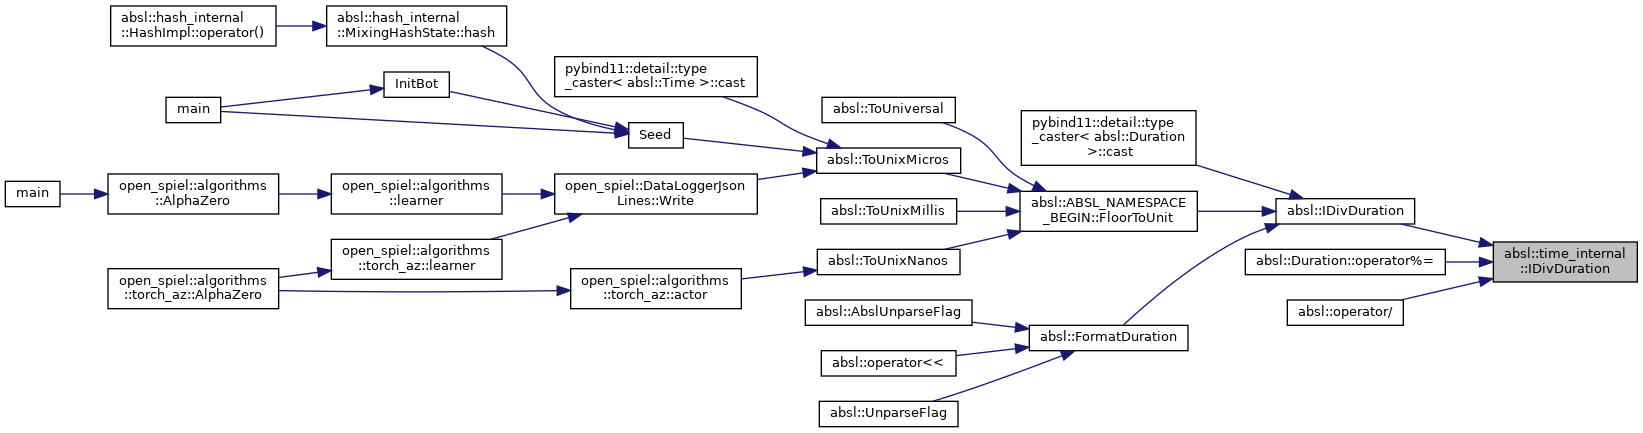 absl::hash_internal
::HashImpl::operator()
absl::hash_internal
::MixingHashState::hash
pybind11::detail::type
_caster< absl::Time >::cast
InitBot
main
Seed
absl::ToUniversal
pybind11::detail::type
_caster< absl::Duration
>::cast
absl::ToUnixMicros
main
open_spiel::algorithms
::AlphaZero
open_spiel::algorithms
::learner
open_spiel::DataLoggerJson
Lines::Write
absl::ToUnixMillis
absl::ABSL_NAMESPACE
_BEGIN::FloorToUnit
absl::IDivDuration
open_spiel::algorithms
::torch_az::learner
absl::ToUnixNanos
absl::Duration::operator%=
absl::time_internal
::IDivDuration
open_spiel::algorithms
::torch_az::AlphaZero
open_spiel::algorithms
::torch_az::actor
absl::AbslUnparseFlag
absl::operator/
absl::FormatDuration
absl::operator<<
absl::UnparseFlag